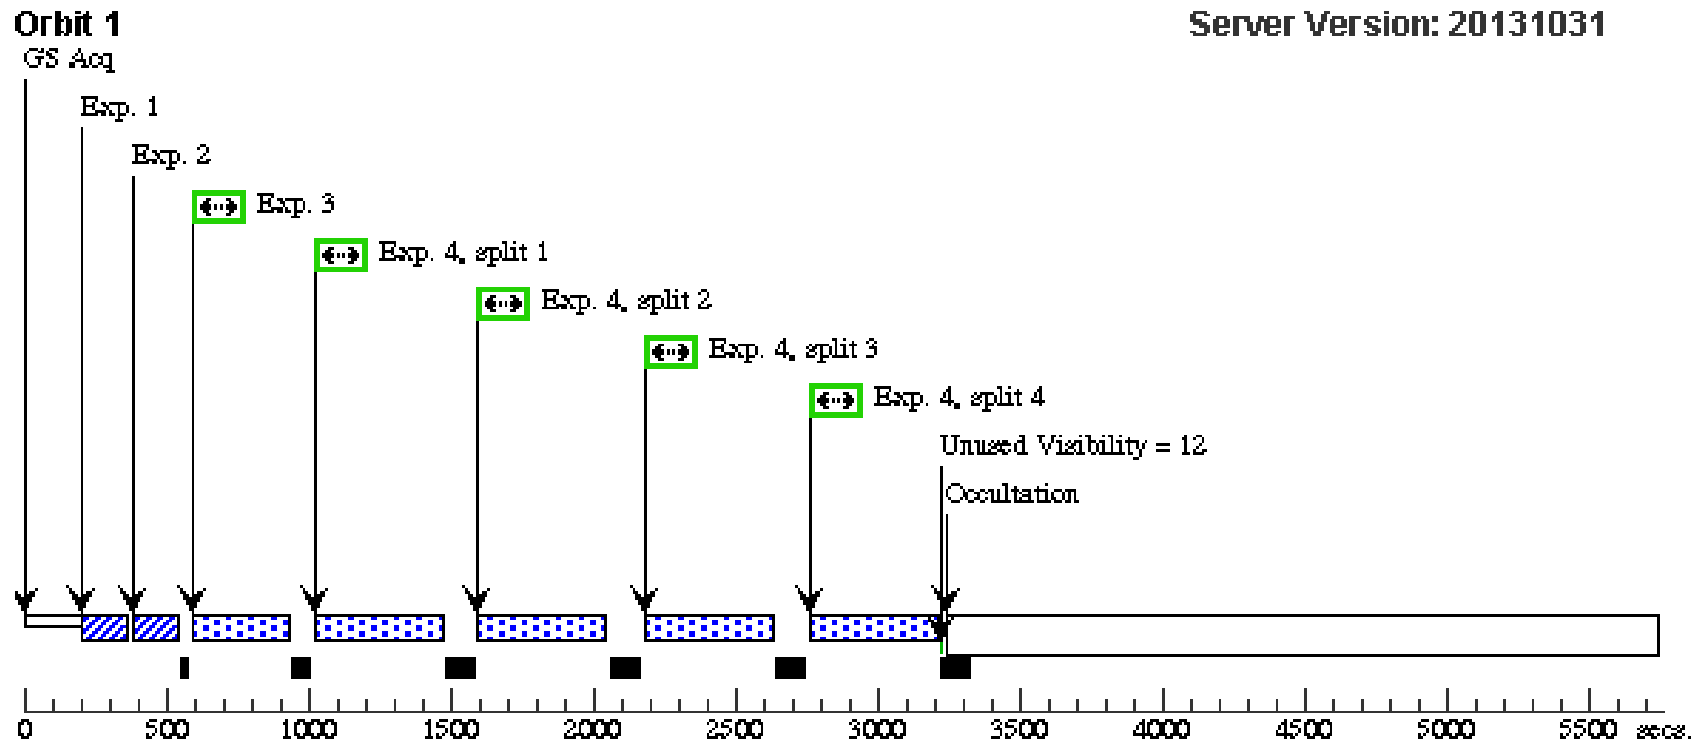 Orbit 1
Server Version: 20131031
GS Acq
Exp. 1
Exp. 2
Exp. 3
Exp. 4, split 1
Exp. 4, split 2
Exp. 4, split 3
Exp. 4, split 4
Unused Visibility = 12
Occultation
0 500 1000 1500 2000 2500 3000 3500 4000 4500 5000 5500 secs.